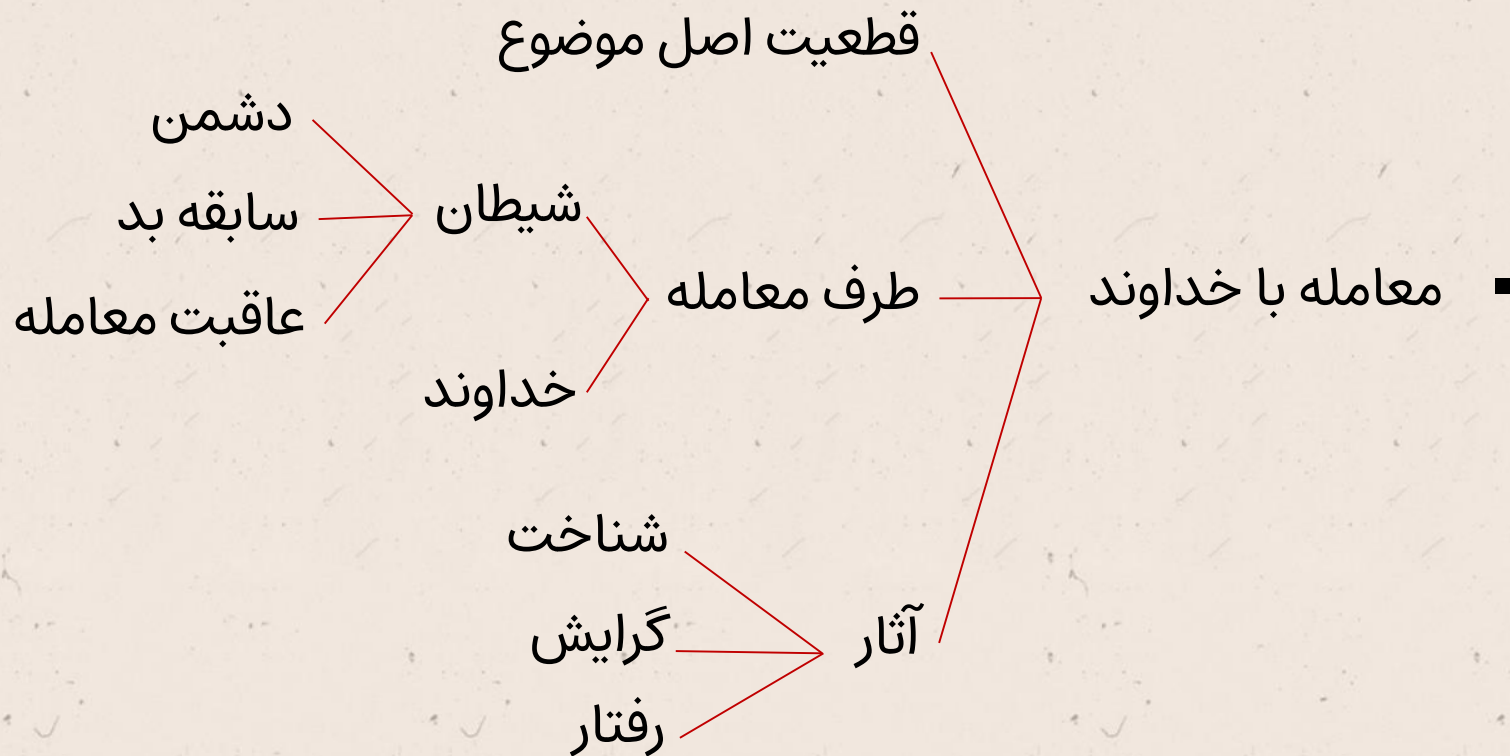 معامله با خداوند
قطعیت اصل موضوع
طرف معامله
شیطان
دشمن
سابقه بد
عاقبت معامله
خداوند
آثار
شناخت
گرایش
رفتار